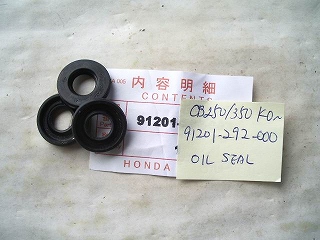 内容明細
CONTENTS
91201-
HONDA
CB250/350 K0~
91201-292-000
OIL SEAL